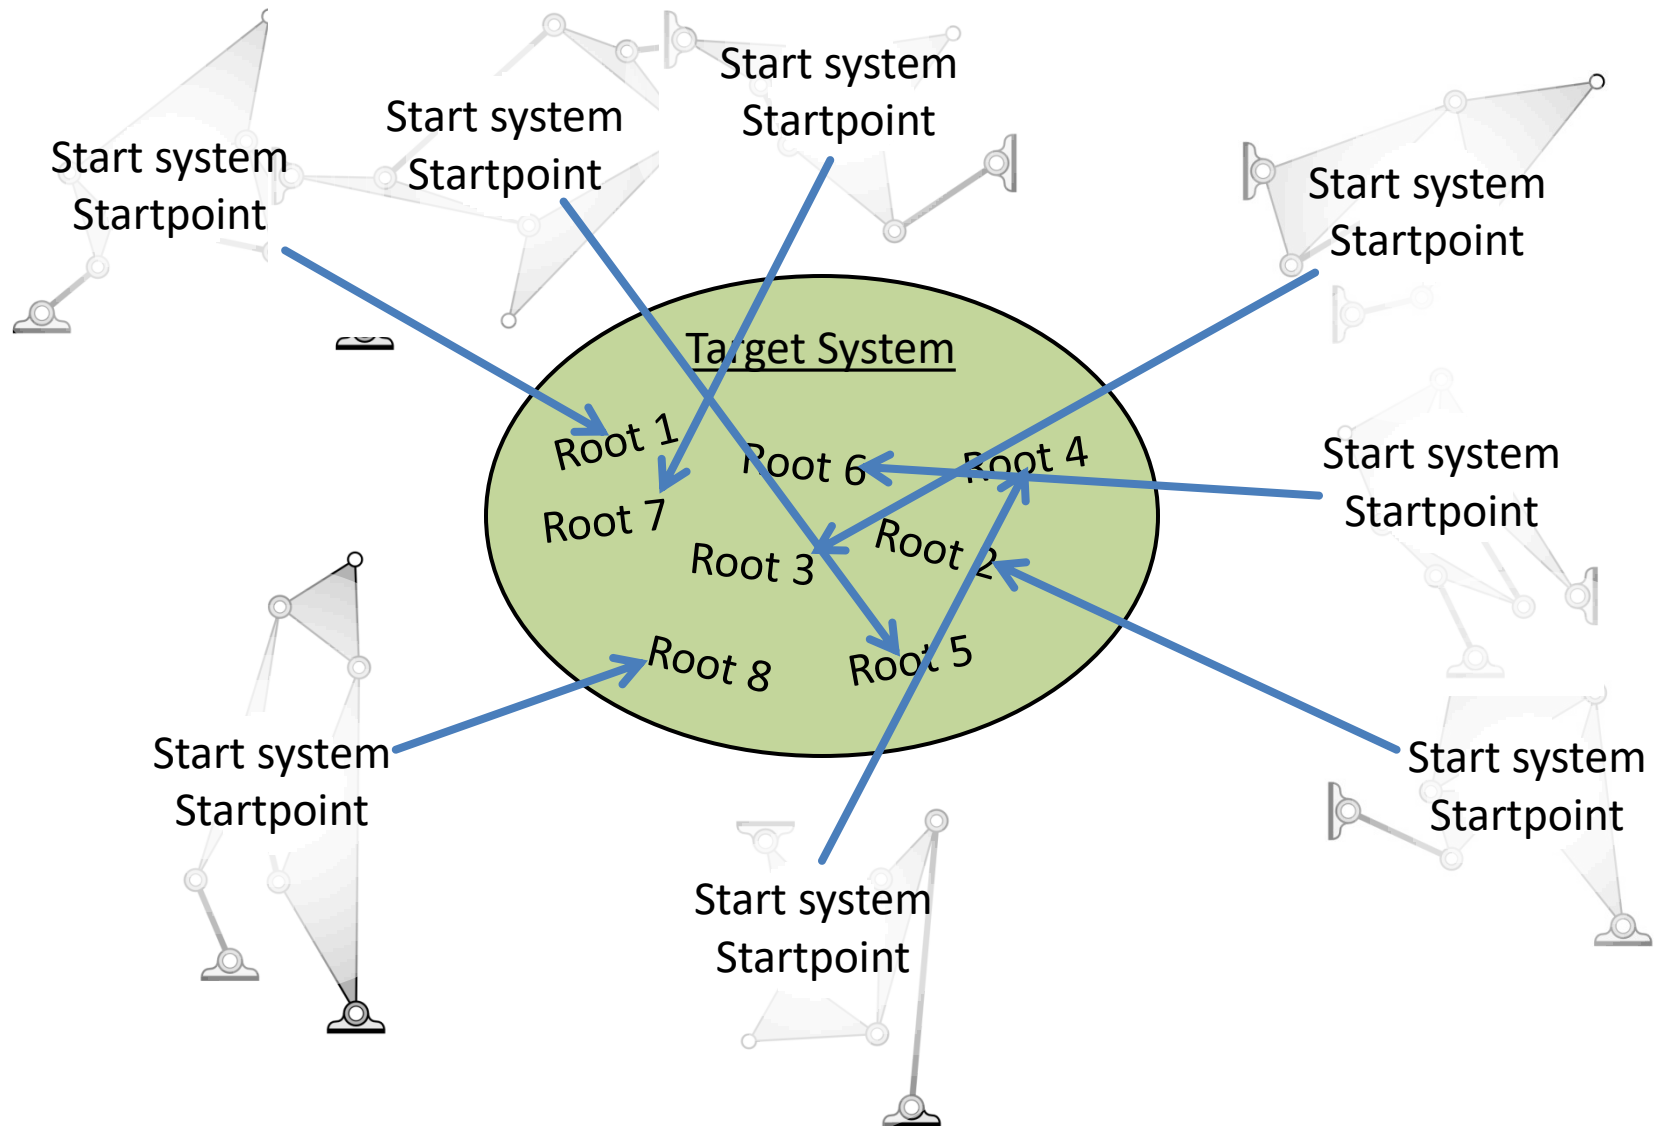 Start system
Startpoint
Start system
Startpoint
Start system
Startpoint
Start system
Startpoint
Target System
Root 1
Root 6
Root 4
Root 7
Root 3
Root 2
Root 8
Root 5
Start system
Startpoint
Start system
Startpoint
Start system
Startpoint
Start system
Startpoint